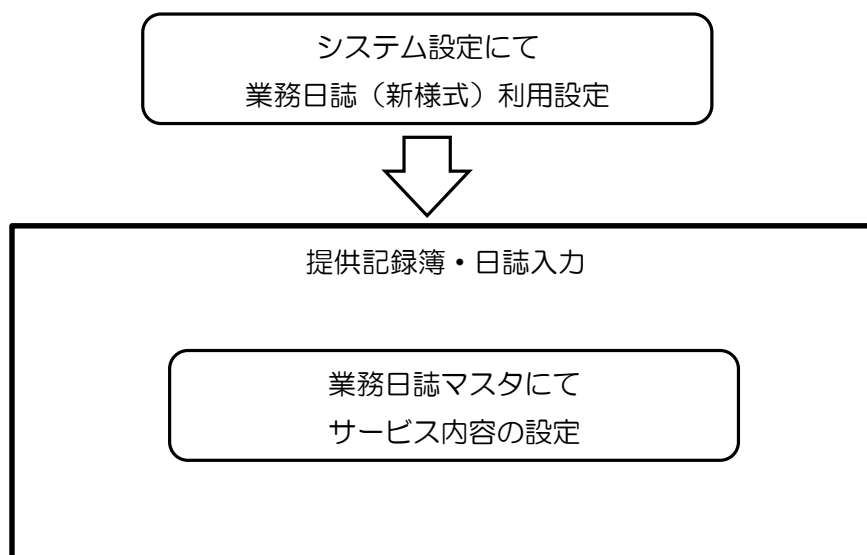 システム設定にて
業務日誌（新様式）利用設定
提供記録簿・日誌入力
業務日誌マスタにて
サービス内容の設定